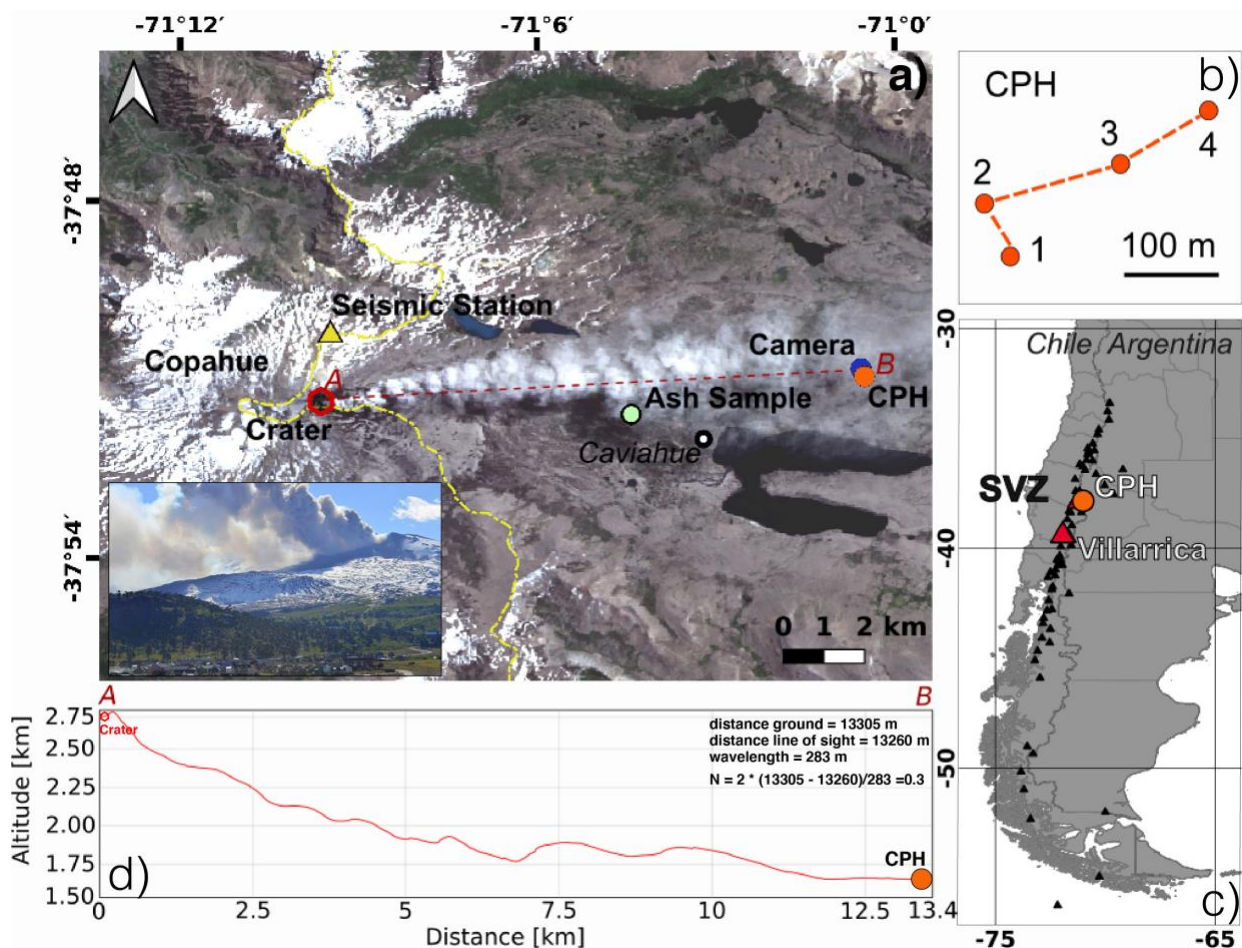 -71°12′
-71°6′
-71°0′
a)
-37°48′
-37°54′
Seismic Station
Copahue
A
Camera
B
CPH
Ash Sample
Crater
Caviahue
0 1 2 km
b)
CPH
3
4
2
1
100 m
-30
Chile
Argentina
SVZ
CPH
-40
Villarrica
-50
c)
-75
-65
A
B
Altitude [km]
2.75
2.50
2.25
2.00
1.75
1.50
Crater
distance ground = 13305 m
distance line of sight = 13260 m
wavelength = 283 m
N = 2 * (13305 - 13260)/283 =0.3
CPH
d)
0
2.5
5
7.5
10
12.5
13.4
Distance [km]